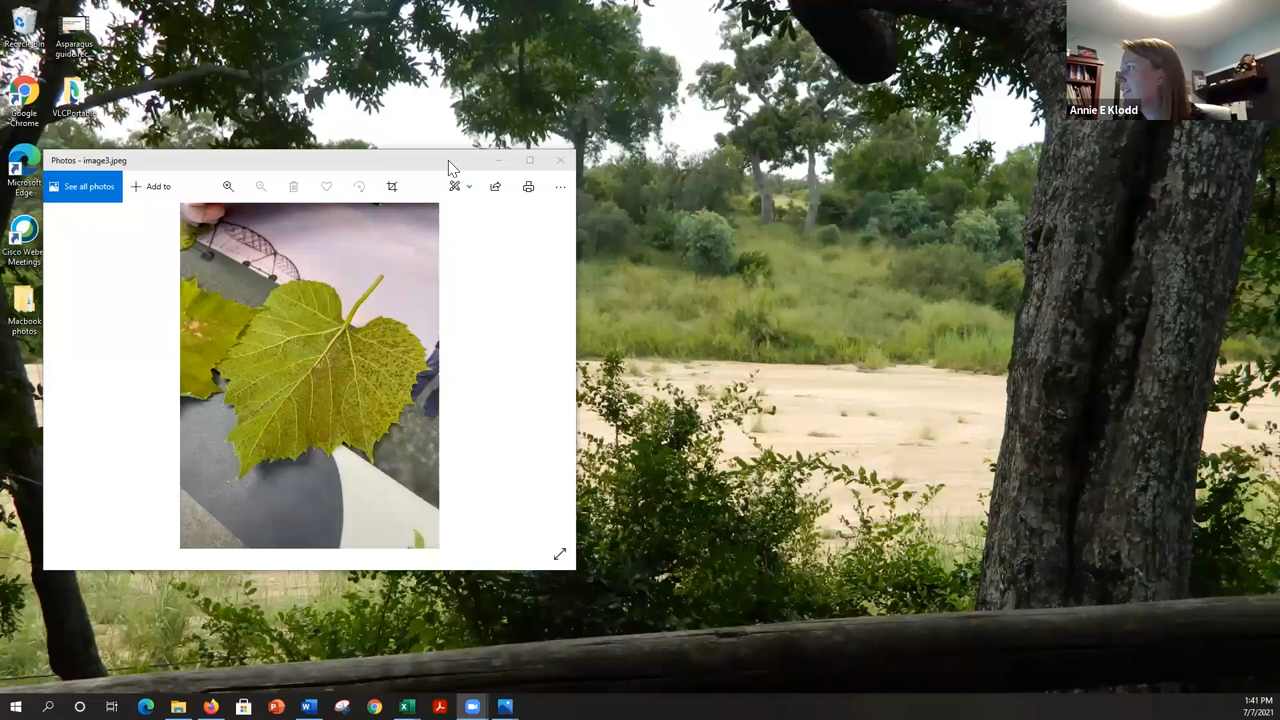 Recycle Bin
Asparagus
guideline...
Google
Chrome
VLCPortable
Microsoft
Edge
Cisco Webex
Meetings
Macbook
photos
Photos - image3.jpeg
See all photos
Add to
Annie E Klodd
1:41 PM
7/7/2021